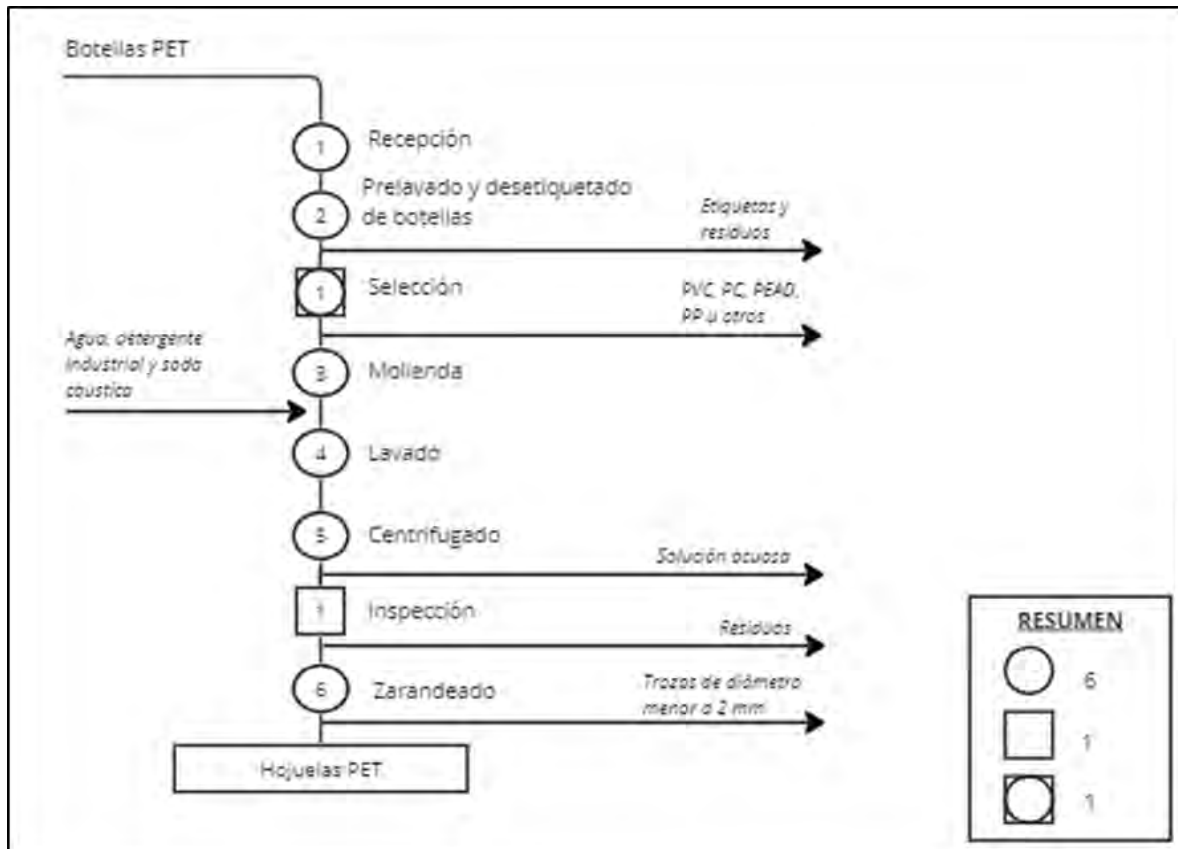 Botellas PET
1
Recepción
2
Prelavado y desetiquetado
de botellas
Etiquetas y
residuos
1
Selección
PVC, PC, PEAD,
PP u otros
Agua, detergente
industrial y soda
caustica
3
Molienda
4
Lavado
5
Centrifugado
Solución acuosa
1
Inspección
Residuos
6
Zarandeado
Trozos de diámetro
menor a 2 mm
Hojuelas PET.
RESUMEN
6
1
1